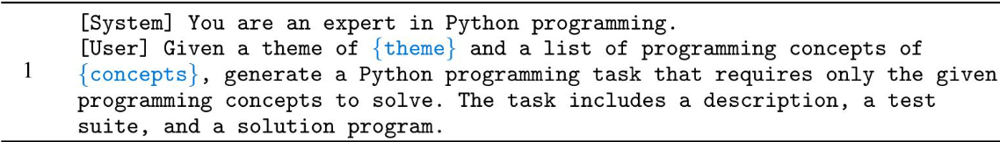 [System] You are an expert in Python programming.
[User] Given a theme of {theme} and a list of programming concepts of
1
{concepts}, generate a Python programming task that requires only the given
programming concepts to solve. The task includes a description, a test
suite, and a solution program.